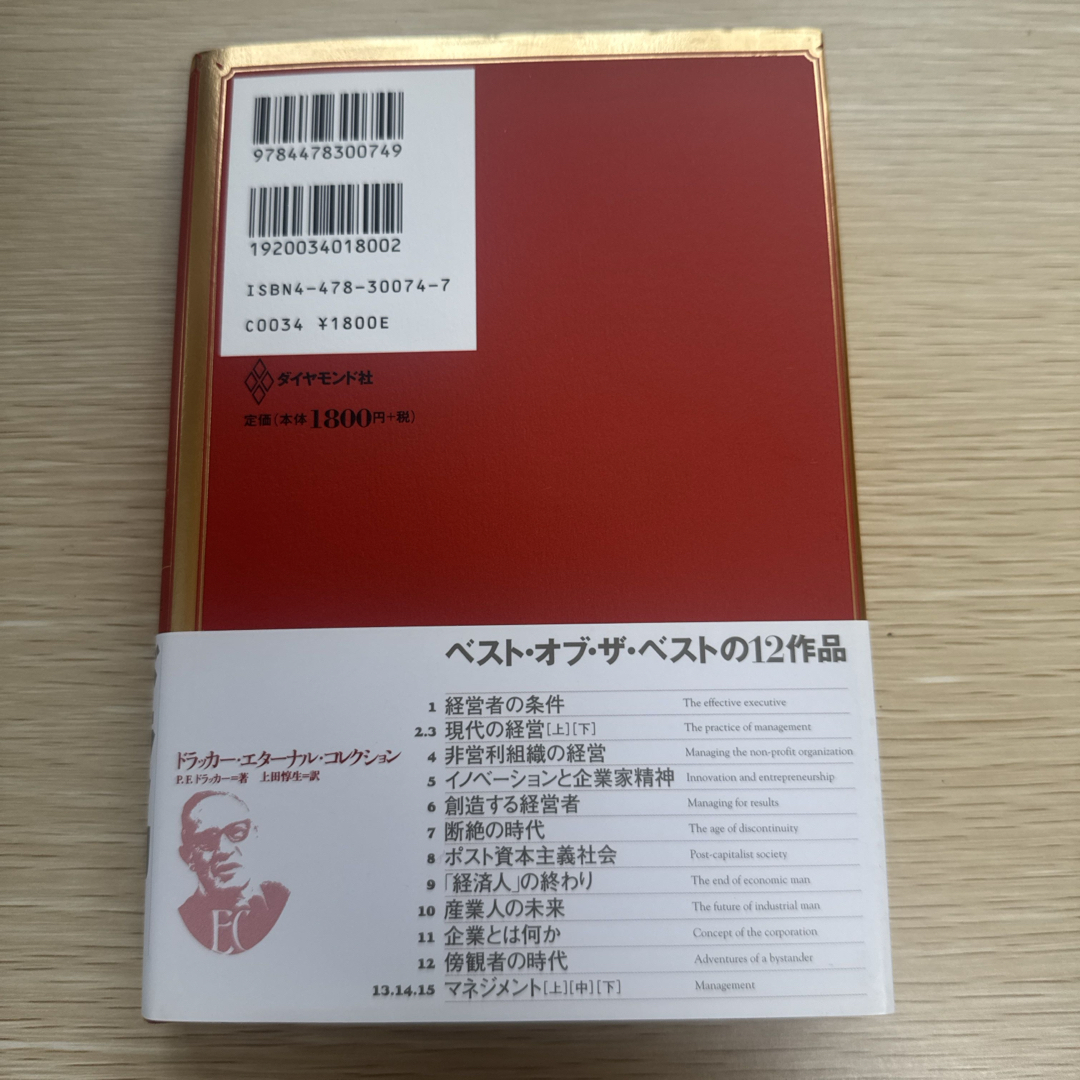 9784478300749
1920034018002
ISBN4-478-30074-7
C0034 ¥1800E
ダイヤモンド社
定価(本体1800円+税)
ベスト・オブ・ザ・ベストの12作品
ドラッカー・エターナル・コレクション
P.F.ドラッカー=著 上田惇生=訳
EC
1 経営者の条件 The effective executive
2.3 現代の経営[上][下] The practice of management
4 非営利組織の経営 Managing the non-profit organization
5 イノベーションと企業家精神 Innovation and entrepreneurship
6 創造する経営者 Managing for results
7 断絶の時代 The age of discontinuity
8 ポスト資本主義社会 Post-capitalist society
9 「経済人」の終わり The end of economic man
10 産業人の未来 The future of industrial man
11 企業とは何か Concept of the corporation
12 傍観者の時代 Adventures of a bystander
13.14.15 マネジメント[上][中][下] Management